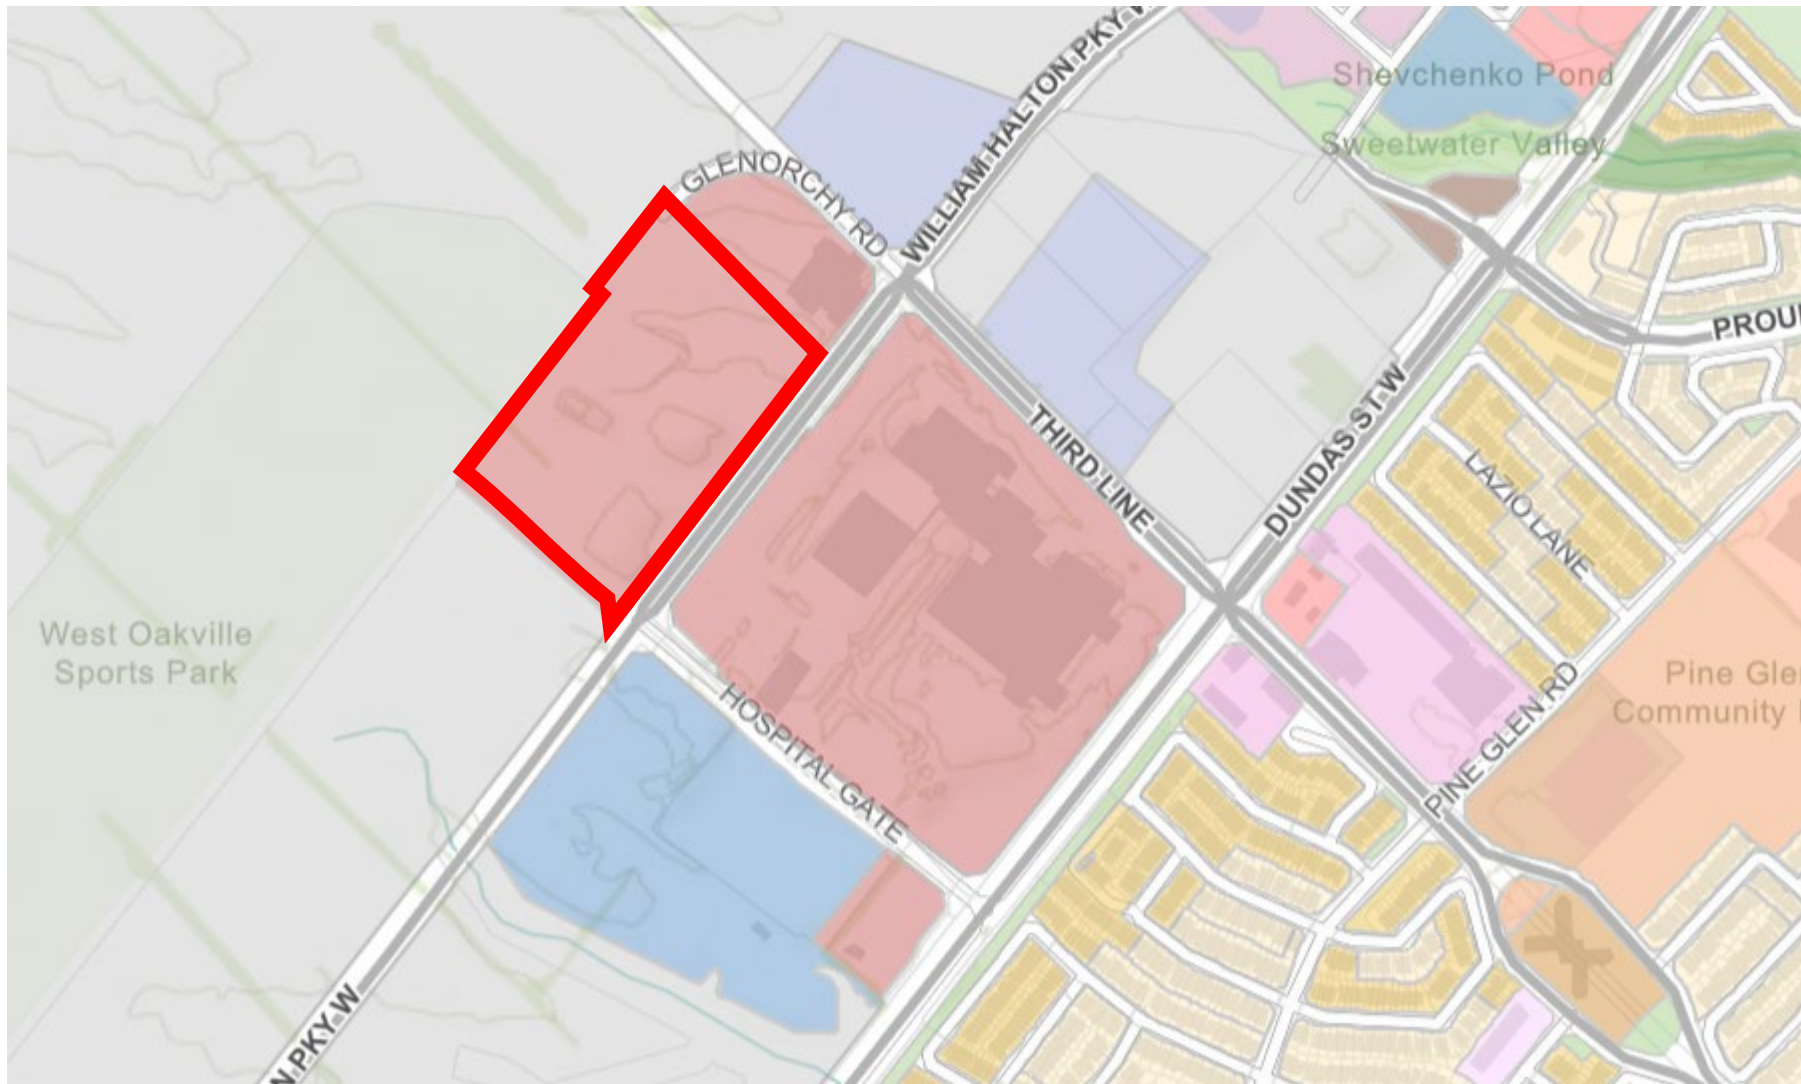 Shevchenko Pond
Sweetwater Valley
GLENORCHY RD
WILLIAM HALTON PKY W
PROU
THIRD LINE
DUNDAS ST W
LAZIO LANE
West Oakville
Sports Park
Pine Gle
Community
HOSPITAL GATE
PINE GLEN RD
N PKY W